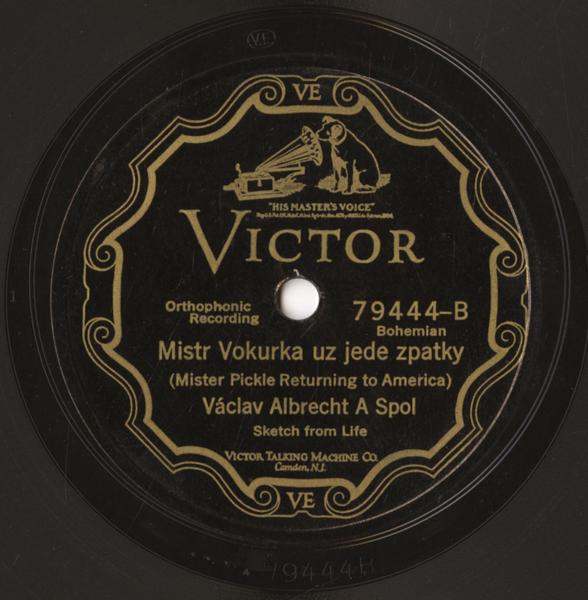 VE
VE
"HIS MASTER'S VOICE"
VICTOR
Orthophonic
Recording
79444-B
Bohemian
Mistr Vokurka uz jede zpatky
(Mister Pickle Returning to America)
Václav Albrecht A Spol
Sketch from Life
VICTOR TALKING MACHINE CO.
Camden, N.J.
VE
79444B